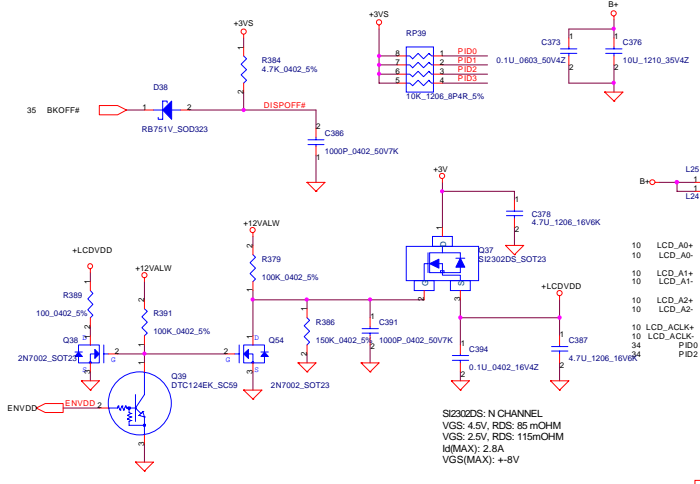 +3VS
R384
4.7K_0402_5%
D38
35 BKOFF#
1
2
DISPOFF#
RB751V_SOD323
C386
1000P_0402_50V7K
+3VS
RP39
8 1 PID0
7 2 PID1
6 3 PID2
5 4 PID3
10K_1206_8P4R_5%
B+
C373
0.1U_0603_50V4Z
C376
10U_1210_35V4Z
+3V
C378
4.7U_1206_16V6K
Q37
SI2302DS_SOT23
D
G
S
B+
L25
L24
10 LCD_A0+
10 LCD_A0-
10 LCD_A1+
10 LCD_A1-
10 LCD_A2+
10 LCD_A2-
10 LCD_ACLK+
10 LCD_ACLK-
34 PID0
34 PID2
+LCDVDD
R389
100_0402_5%
+12VALW
R391
100K_0402_5%
+12VALW
R379
100K_0402_5%
Q38
2N7002_SOT23
Q54
2N7002_SOT23
R386
150K_0402_5%
C391
1000P_0402_50V7K
+LCDVDD
C394
0.1U_0402_16V4Z
C387
4.7U_1206_16V6K
Q39
DTC124EK_SC59
ENVDD
ENVDD 2
SI2302DS: N CHANNEL
VGS: 4.5V, RDS: 85 mOHM
VGS: 2.5V, RDS: 115mOHM
Id(MAX): 2.8A
VGS(MAX): +-8V